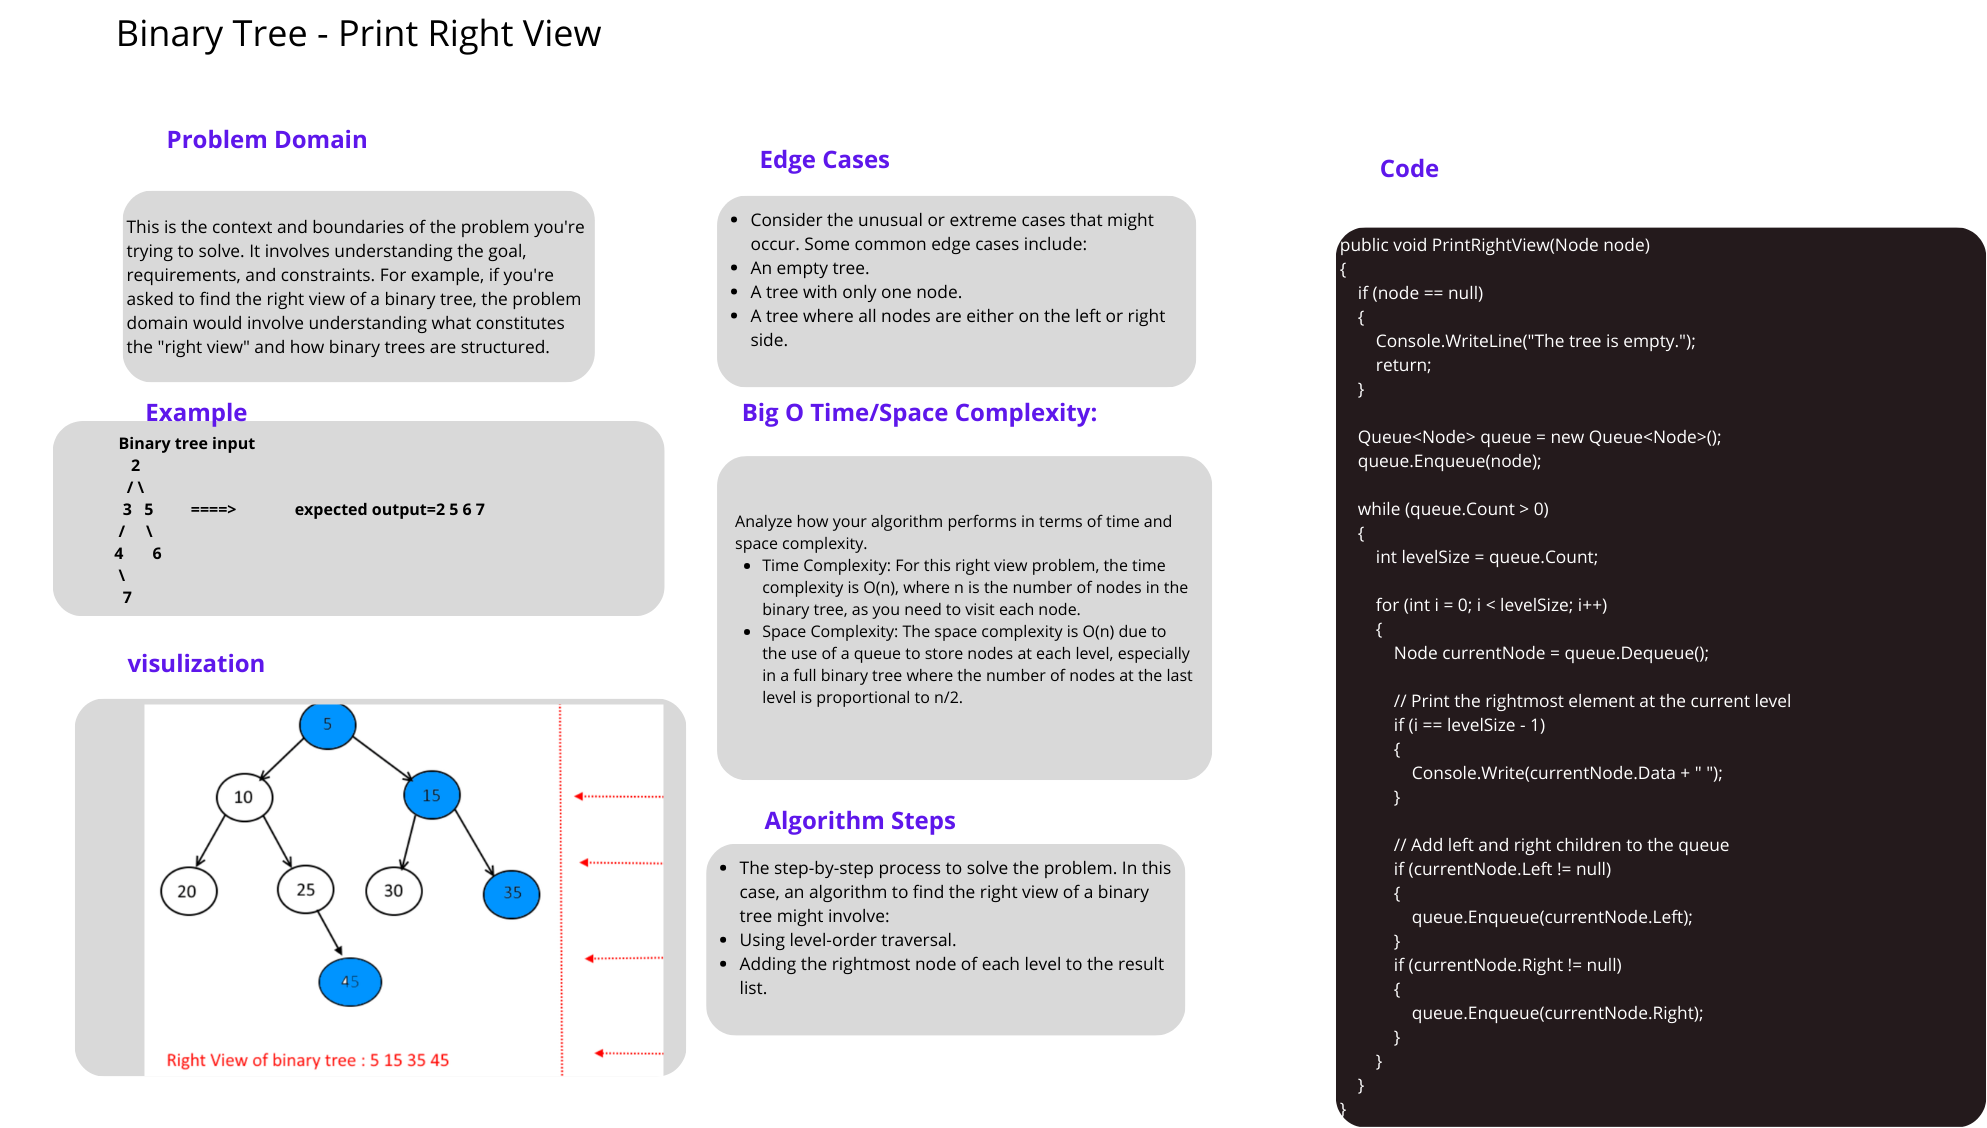 Binary Tree - Print Right View
Problem Domain
This is the context and boundaries of the problem you're
trying to solve. It involves understanding the goal,
requirements, and constraints. For example, if you're
asked to find the right view of a binary tree, the problem
domain would involve understanding what constitutes
the "right view" and how binary trees are structured.
Example
Binary tree input
2
/ \
3 5 ====> expected output=2 5 6 7
/ \
4 6
\
7
visulization
5
10 15
20 25 30 35
45
Right View of binary tree : 5 15 35 45
Edge Cases
• Consider the unusual or extreme cases that might
occur. Some common edge cases include:
• An empty tree.
• A tree with only one node.
• A tree where all nodes are either on the left or right
side.
Big O Time/Space Complexity:
Analyze how your algorithm performs in terms of time and
space complexity.
• Time Complexity: For this right view problem, the time
complexity is O(n), where n is the number of nodes in the
binary tree, as you need to visit each node.
• Space Complexity: The space complexity is O(n) due to
the use of a queue to store nodes at each level, especially
in a full binary tree where the number of nodes at the last
level is proportional to n/2.
Algorithm Steps
• The step-by-step process to solve the problem. In this
case, an algorithm to find the right view of a binary
tree might involve:
• Using level-order traversal.
• Adding the rightmost node of each level to the result
list.
Code
public void PrintRightView(Node node)
{
if (node == null)
{
Console.WriteLine("The tree is empty.");
return;
}
Queue<Node> queue = new Queue<Node>();
queue.Enqueue(node);
while (queue.Count > 0)
{
int levelSize = queue.Count;
for (int i = 0; i < levelSize; i++)
{
Node currentNode = queue.Dequeue();
// Print the rightmost element at the current level
if (i == levelSize - 1)
{
Console.Write(currentNode.Data + " ");
}
// Add left and right children to the queue
if (currentNode.Left != null)
{
queue.Enqueue(currentNode.Left);
}
if (currentNode.Right != null)
{
queue.Enqueue(currentNode.Right);
}
}
}
}